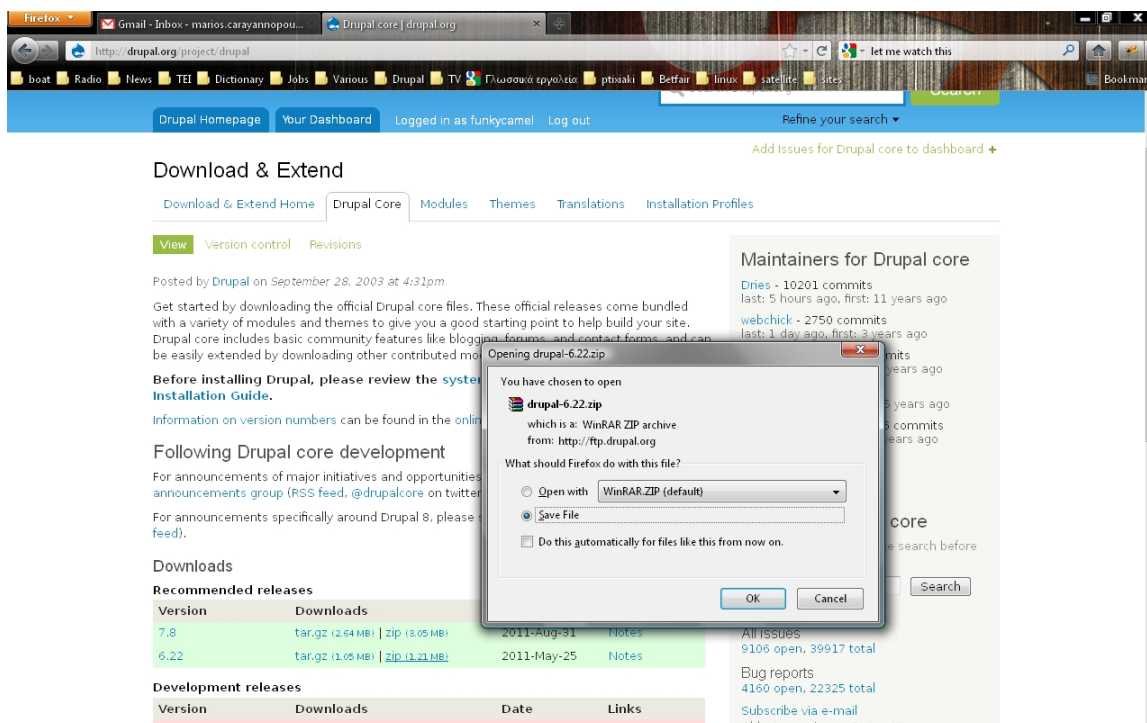 Firefox
Gmail - Inbox - marios.carayannopou...
Drupal core | drupal.org
http://drupal.org/project/drupal
let me watch this
boat Radio News TEI Dictionary Jobs Various Drupal TV Γλωσσικά εργαλεία ptixiaki Betfair linux satellite sites
Bookmar
Drupal Homepage Your Dashboard Logged in as funkycamel Log out
Search
Refine your search
Add Issues for Drupal core to dashboard +
Download & Extend
Download & Extend Home Drupal Core Modules Themes Translations Installation Profiles
View Version control Revisions
Posted by Drupal on September 28, 2003 at 4:31pm
Get started by downloading the official Drupal core files. These official releases come bundled
with a variety of modules and themes to give you a good starting point to help build your site.
Drupal core includes basic community features like blogging, forums, and contact forms, and can
be easily extended by downloading other contributed mo
Before installing Drupal, please review the syste
Installation Guide.
Information on version numbers can be found in the onlin
Following Drupal core development
For announcements of major initiatives and opportunities
announcements group (RSS feed, @drupalcore on twitter
For announcements specifically around Drupal 8, please s
feed).
Downloads
Recommended releases
Version Downloads
7.8 tar.gz (2.64 MB) | zip (3.05 MB) 2011-Aug-31 Notes
6.22 tar.gz (1.05 MB) | zip (1.21 MB) 2011-May-25 Notes
Development releases
Version Downloads Date Links
Maintainers for Drupal core
Dries - 10201 commits
last: 5 hours ago, first: 11 years ago
webchick - 2750 commits
last: 1 day ago, first: 3 years ago
mits
years ago
5 years ago
commits
years ago
Opening drupal-6.22.zip
You have chosen to open
drupal-6.22.zip
which is a: WinRAR ZIP archive
from: http://ftp.drupal.org
What should Firefox do with this file?
Open with WinRAR.ZIP (default)
Save File
Do this automatically for files like this from now on.
OK Cancel
core
e search before
Search
All issues
9106 open, 39917 total
Bug reports
4160 open, 22325 total
Subscribe via e-mail